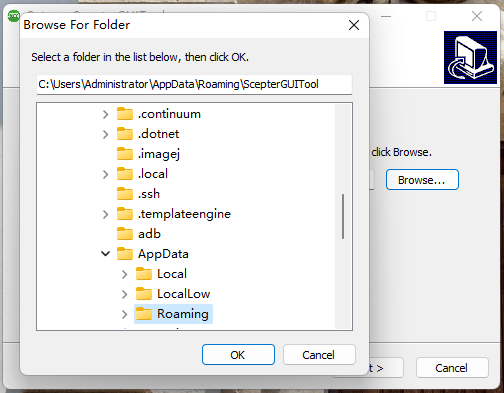 Browse For Folder
Select a folder in the list below, then click OK.
C:\Users\Administrator\AppData\Roaming\ScepterGUITool
.continuum
.dotnet
.imagej
.local
.ssh
.templateengine
adb
AppData
Local
LocalLow
Roaming
OK
Cancel
click Browse.
Browse...
>
Cancel